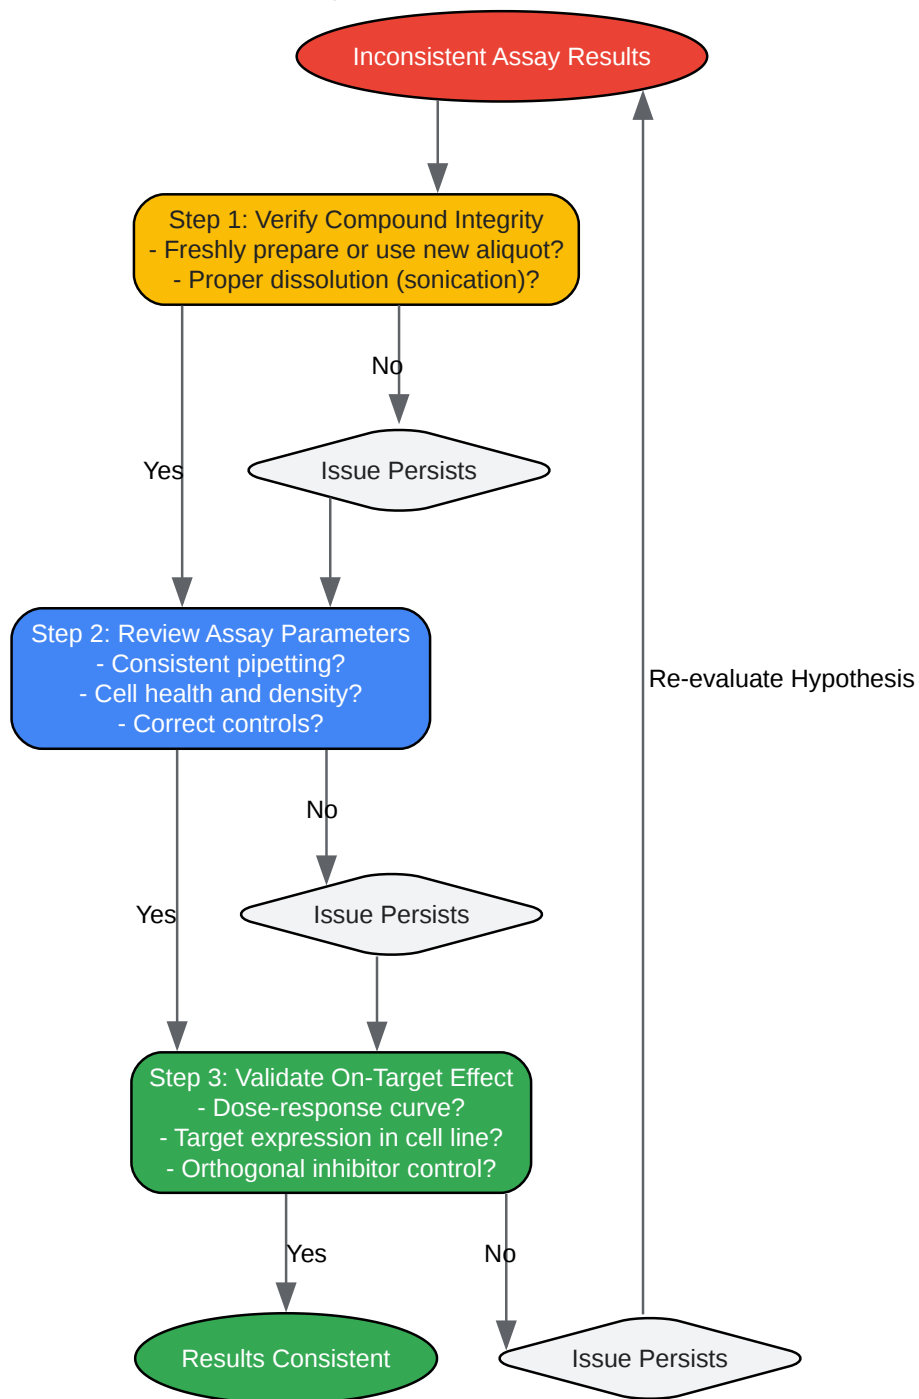 Inconsistent Assay Results
Step 1: Verify Compound Integrity
- Freshly prepare or use new aliquot?
- Proper dissolution (sonication)?
No
Yes
Issue Persists
Step 2: Review Assay Parameters
- Consistent pipetting?
- Cell health and density?
- Correct controls?
Re-evaluate Hypothesis
No
Yes
Issue Persists
Step 3: Validate On-Target Effect
- Dose-response curve?
- Target expression in cell line?
- Orthogonal inhibitor control?
Yes
No
Results Consistent
Issue Persists